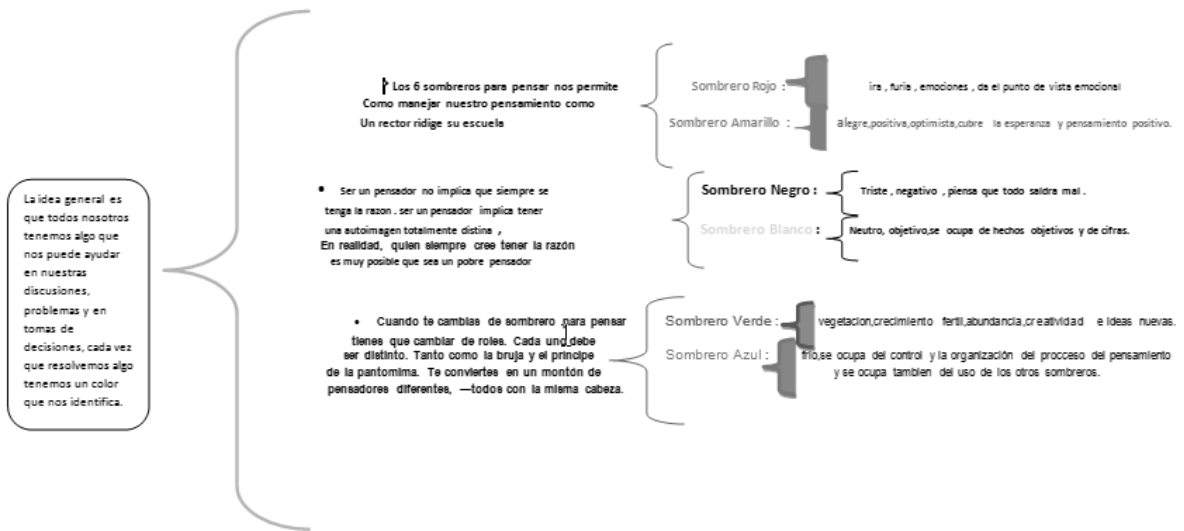 La idea general es
que todos nosotros
tenemos algo que
nos puede ayudar
en nuestras
discusiones,
problemas y en
tomas de
decisiones, cada vez
que resolvemos algo
tenemos un color
que nos identifica.
Los 6 sombreros para pensar nos permite
Como manejar nuestro pensamiento como
Un rector ridige su escuela
Sombrero Rojo : ira , furia , emociones , da el punto de vista emocional
Sombrero Amarillo : alegre,positiva,optimista,cubre la esperanza y pensamiento positivo.
• Ser un pensador no implica que siempre se
tenga la razon . ser un pensador implica tener
una autoimagen totalmente distina ,
En realidad, quien siempre cree tener la razón
es muy posible que sea un pobre pensador
Sombrero Negro : Triste , negativo , piensa que todo saldra mal .
Sombrero Blanco : Neutro, objetivo,se ocupa de hechos objetivos y de cifras.
• Cuando te cambias de sombrero para pensar
tienes que cambiar de roles. Cada uno debe
ser distinto. Tanto como la bruja y el principe
de la pantomima. Te conviertes en un montón de
pensadores diferentes, —todos con la misma cabeza.
Sombrero Verde : vegetacion,crecimiento fertil,abundancia,creatividad e ideas nuevas.
Sombrero Azul : frio,se ocupa del control y la organización del procceso del pensamiento
y se ocupa tambien del uso de los otros sombreros.